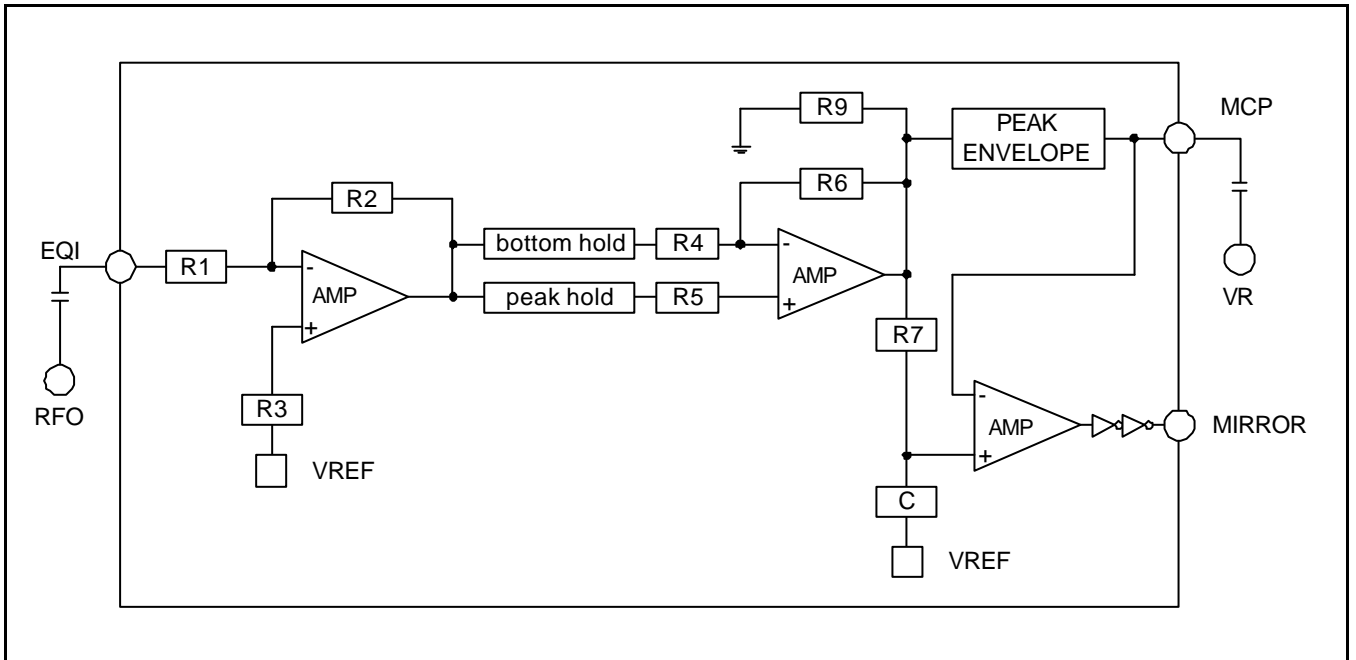 R9
MCP
PEAK
ENVELOPE
R2
R6
EQI
R1
bottom hold
R4
-
-
AMP
AMP
peak hold
R5
+
+
VR
R7
R3
RFO
-
AMP
MIRROR
+
VREF
C
VREF